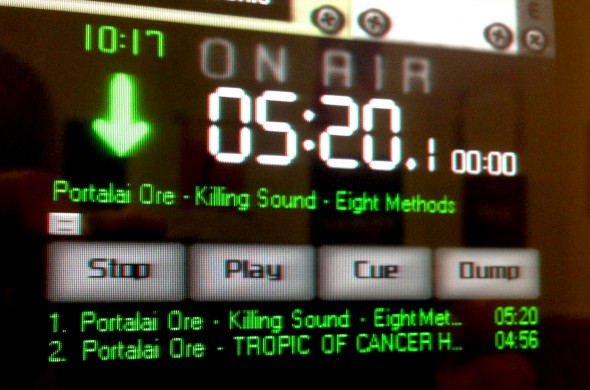 10:17
ON AIR
05:20.1 00:00
Portalai Ore - Killing Sound - Eight Methods
Stop Play Cue Dump
1. Portalai Ore - Killing Sound - Eight Met... 05:20
2. Portalai Ore - TROPIC OF CANCER H... 04:56